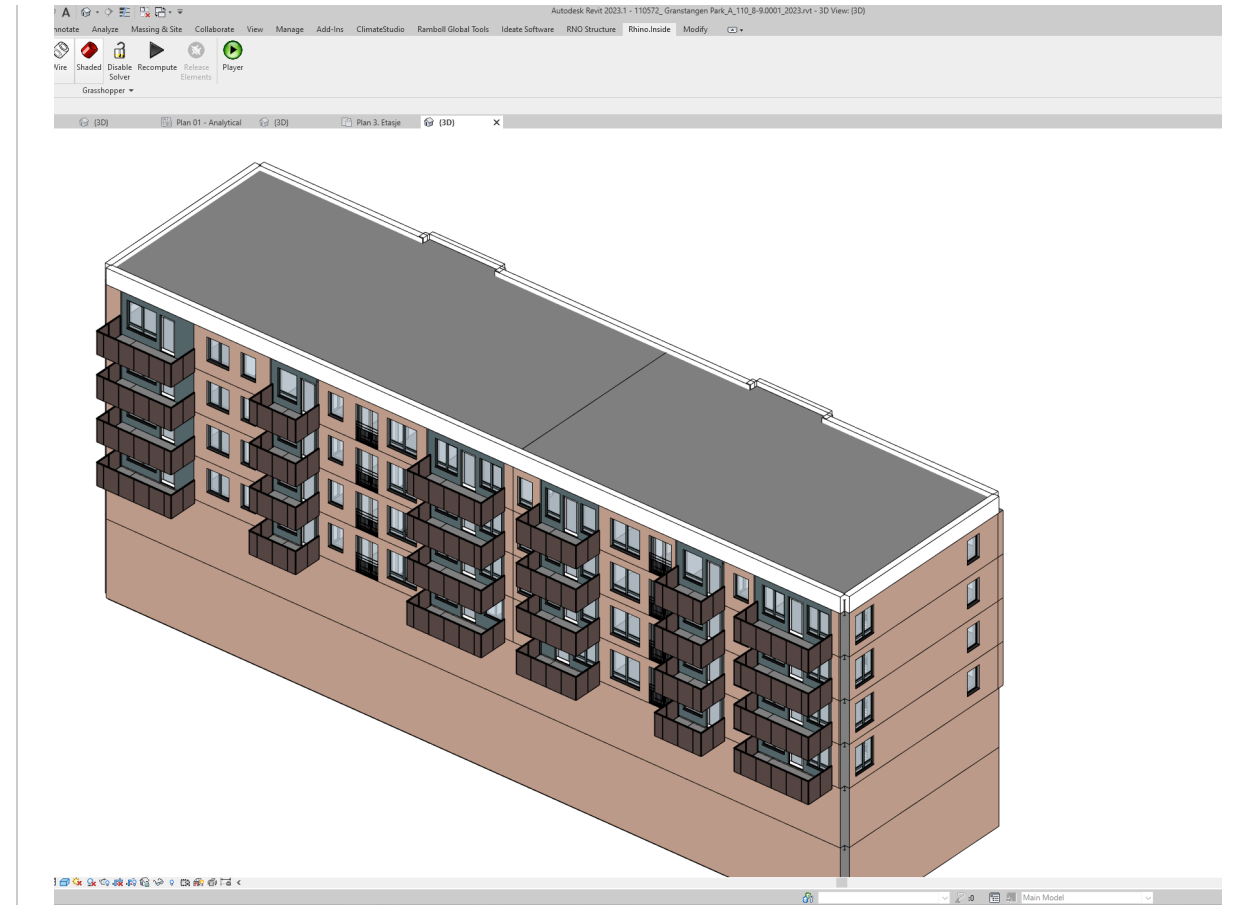 Autodesk Revit 2023.1 - 110572_ Granstangen Park_A_110_8-9.0001_2023.rvt - 3D View: {3D}
nnotate Analyze Massing & Site Collaborate View Manage Add-Ins ClimateStudio Ramboll Global Tools Ideate Software RNO Structure Rhino.Inside Modify
Wire Shaded Disable Solver Recompute Release Elements Player
Grasshopper
{3D} Plan 01 - Analytical {3D} Plan 3. Etasje {3D}
:0 Main Model